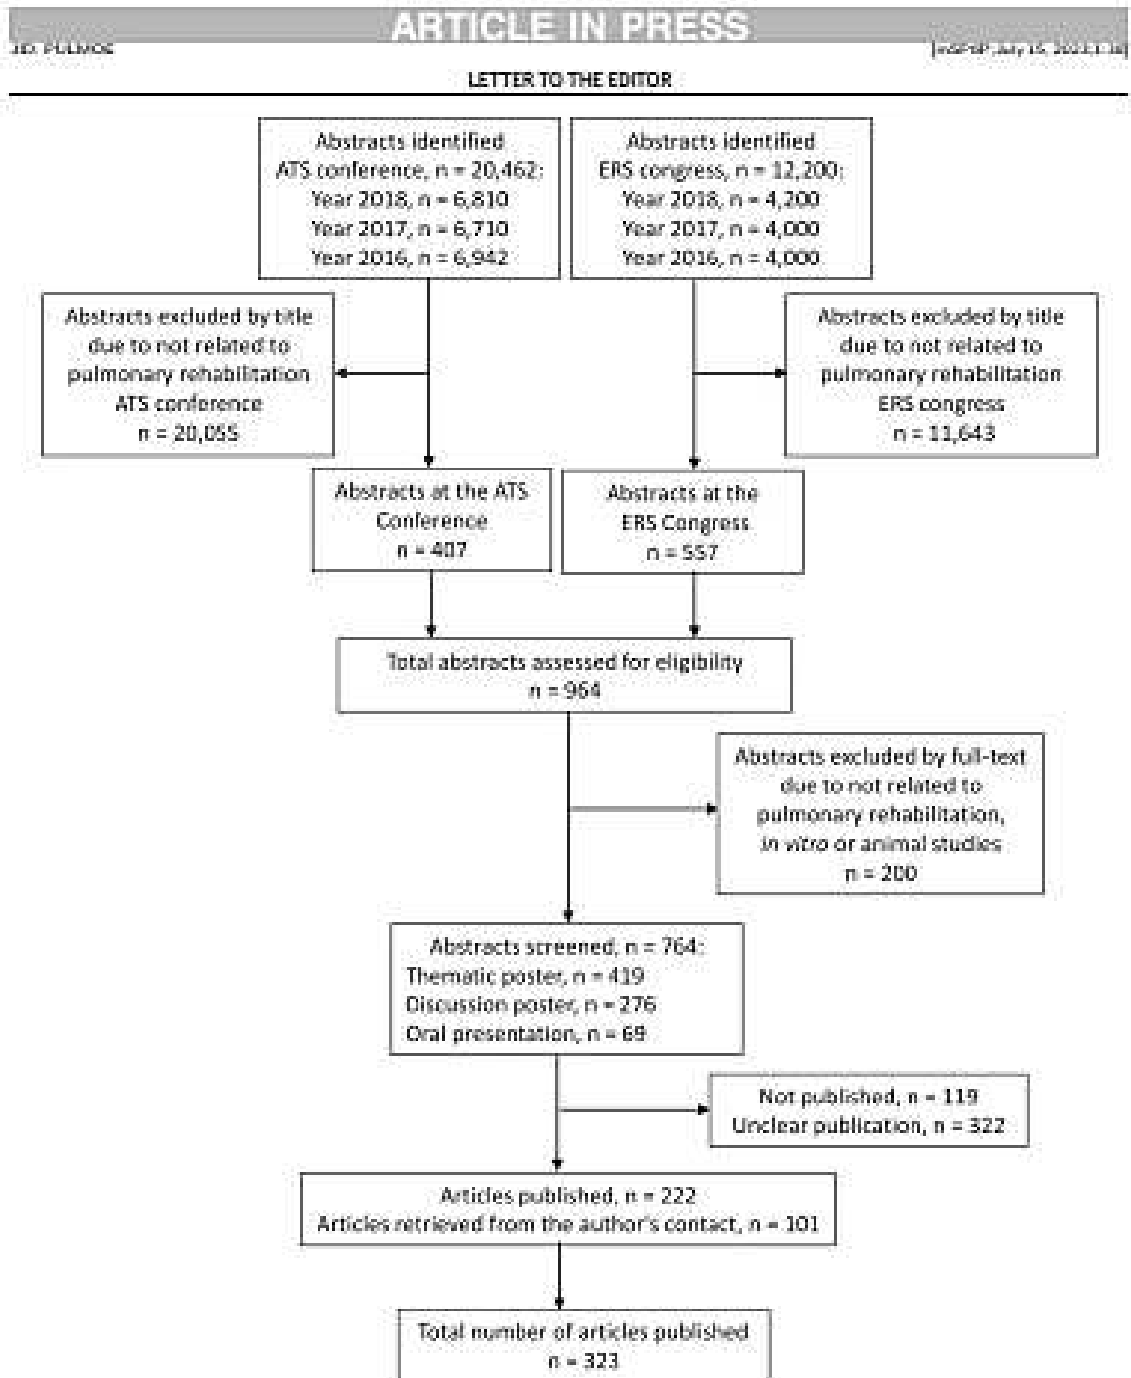 ARTICLE IN PRESS
LETTER TO THE EDITOR
Abstracts identified
ATS conference, n = 20,462:
Year 2018, n = 6,810
Year 2017, n = 6,710
Year 2016, n = 6,942
Abstracts identified
ERS congress, n = 12,200:
Year 2018, n = 4,200
Year 2017, n = 4,000
Year 2016, n = 4,000
Abstracts excluded by title
due to not related to
pulmonary rehabilitation
ATS conference
n = 20,055
Abstracts excluded by title
due to not related to
pulmonary rehabilitation
ERS congress
n = 11,643
Abstracts at the ATS
Conference
n = 407
Abstracts at the
ERS Congress
n = 557
Total abstracts assessed for eligibility
n = 964
Abstracts excluded by full-text
due to not related to
pulmonary rehabilitation,
in vitro or animal studies
n = 200
Abstracts screened, n = 764:
Thematic poster, n = 419
Discussion poster, n = 276
Oral presentation, n = 69
Not published, n = 119
Unclear publication, n = 322
Articles published, n = 222
Articles retrieved from the author's contact, n = 101
Total number of articles published
n = 323